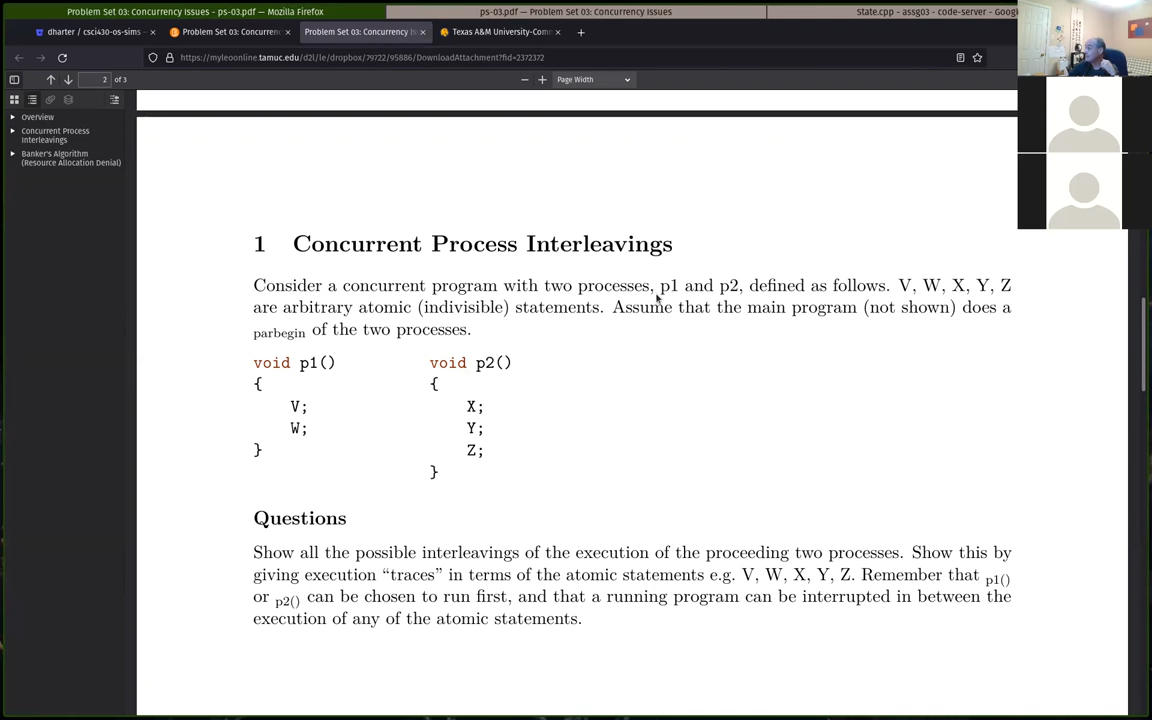 Problem Set 03: Concurrency Issues - ps-03.pdf — Mozilla Firefox
ps-03.pdf — Problem Set 03: Concurrency Issues
State.cpp - assg03 - code-server - Googl
dharter / csci430-os-sims —
Problem Set 03: Concurrenc
Problem Set 03: Concurrency Is
Texas A&M University-Com
https://myleoonline.tamuc.edu/d2l/le/dropbox/79722/95886/DownloadAttachment?fid=2372372
2 of 3
Page Width
Overview
Concurrent Process
Interleavings
Banker's Algorithm
(Resource Allocation Denial)
1 Concurrent Process Interleavings
Consider a concurrent program with two processes, p1 and p2, defined as follows. V, W, X, Y, Z
are arbitrary atomic (indivisible) statements. Assume that the main program (not shown) does a
parbegin of the two processes.
void p1()
{
V;
W;
}
void p2()
{
X;
Y;
Z;
}
Questions
Show all the possible interleavings of the execution of the proceeding two processes. Show this by
giving execution “traces” in terms of the atomic statements e.g. V, W, X, Y, Z. Remember that p1()
or p2() can be chosen to run first, and that a running program can be interrupted in between the
execution of any of the atomic statements.